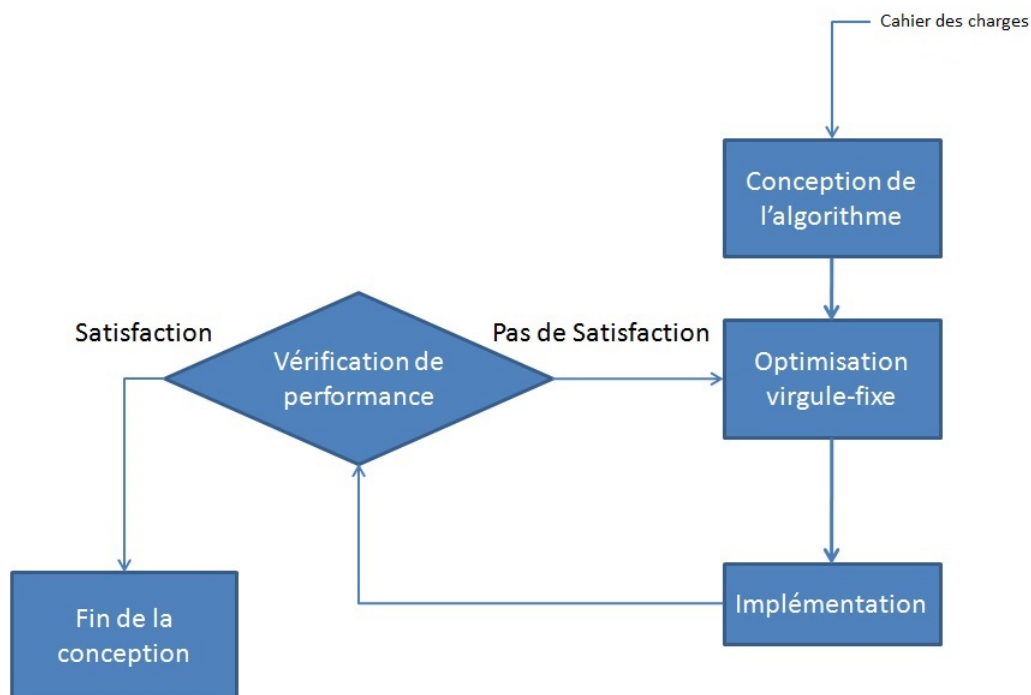 Cahier des charges
Conception de
l’algorithme
Satisfaction
Pas de Satisfaction
Vérification de
performance
Optimisation
virgule-fixe
Implémentation
Fin de la
conception